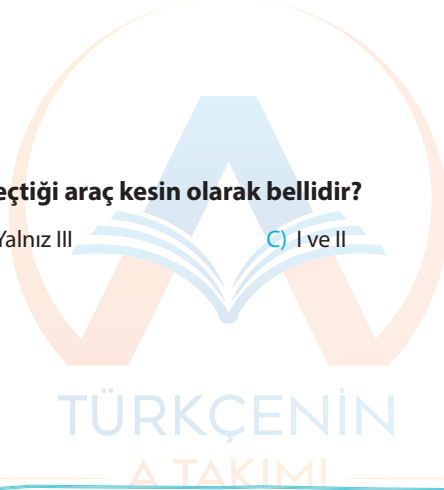 eçtiği araç kesin olarak bellidir?
Yalnız III C) I ve II
TÜRKÇENİN
A TAKIMI